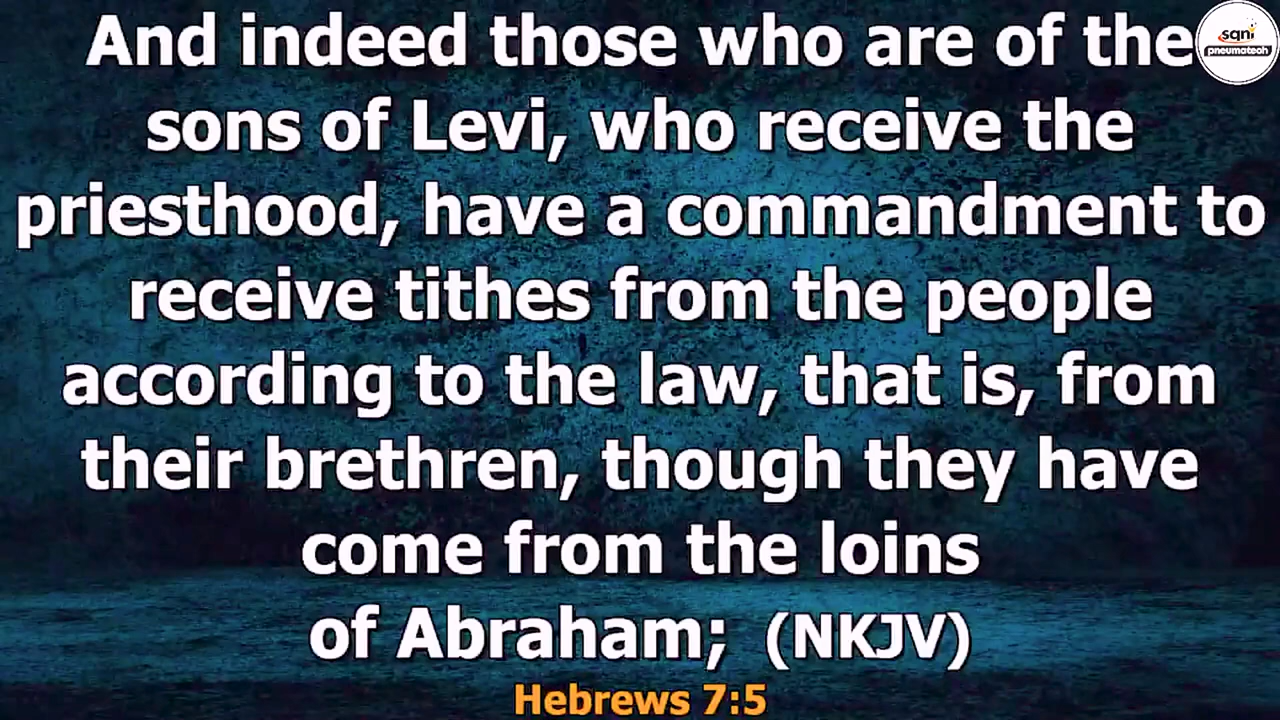 And indeed those who are of the
sqni
pneumatech
sons of Levi, who receive the
priesthood, have a commandment to
receive tithes from the people
according to the law, that is, from
their brethren, though they have
come from the loins
of Abraham; (NKJV)
Hebrews 7:5